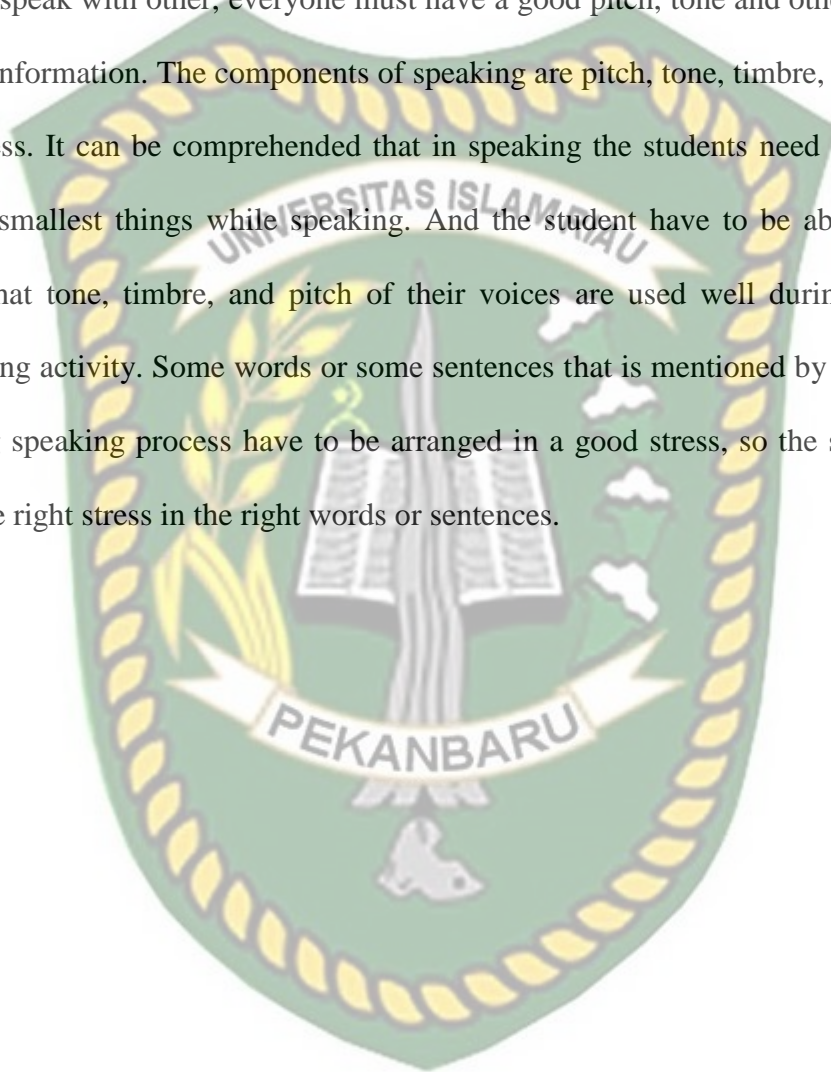 speak with other, everyone must have a good pitch, tone and othe
nformation. The components of speaking are pitch, tone, timbre,
ss. It can be comprehended that in speaking the students need
smallest things while speaking. And the student have to be ab
hat tone, timbre, and pitch of their voices are used well durin
ng activity. Some words or some sentences that is mentioned by
speaking process have to be arranged in a good stress, so the s
e right stress in the right words or sentences.
UNIVERSITAS ISLAM RIAU
PEKANBARU